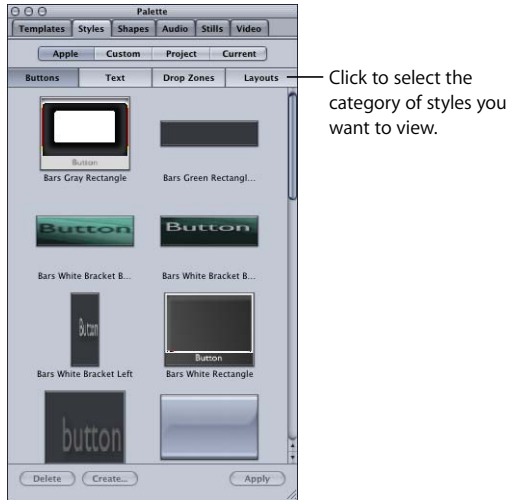 Palette
Templates Styles Shapes Audio Stills Video
Apple Custom Project Current
Buttons Text Drop Zones Layouts
Click to select the
category of styles you
want to view.
Button
Bars Gray Rectangle Bars Green Rectangl...
Button Button
Bars White Bracket B... Bars White Bracket B...
Button
Button
Bars White Bracket Left Bars White Rectangle
button
Delete Create... Apply